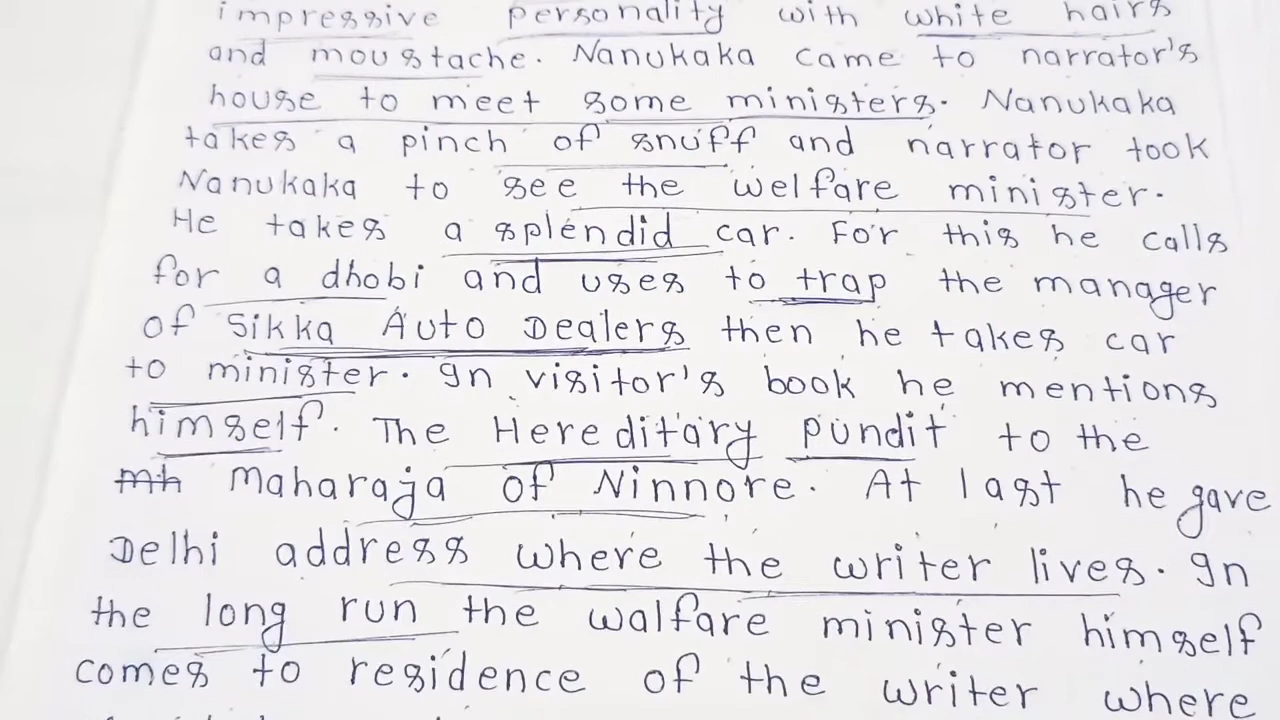 impressive personality with white hairs
and moustache. Nanukaka came to narrator's
house to meet some ministers. Nanukaka
takes a pinch of snuff and narrator took
Nanukaka to see the welfare minister.
He takes a splendid car. For this he calls
for a dhobi and uses to trap the manager
of Sikka Auto Dealers then he takes car
to minister. In visitor's book he mentions
himself. The Hereditary pundit to the
Maharaja of Ninnore. At last he gave
Delhi address where the writer lives. In
the long run the walfare minister himself
comes to residence of the writer where